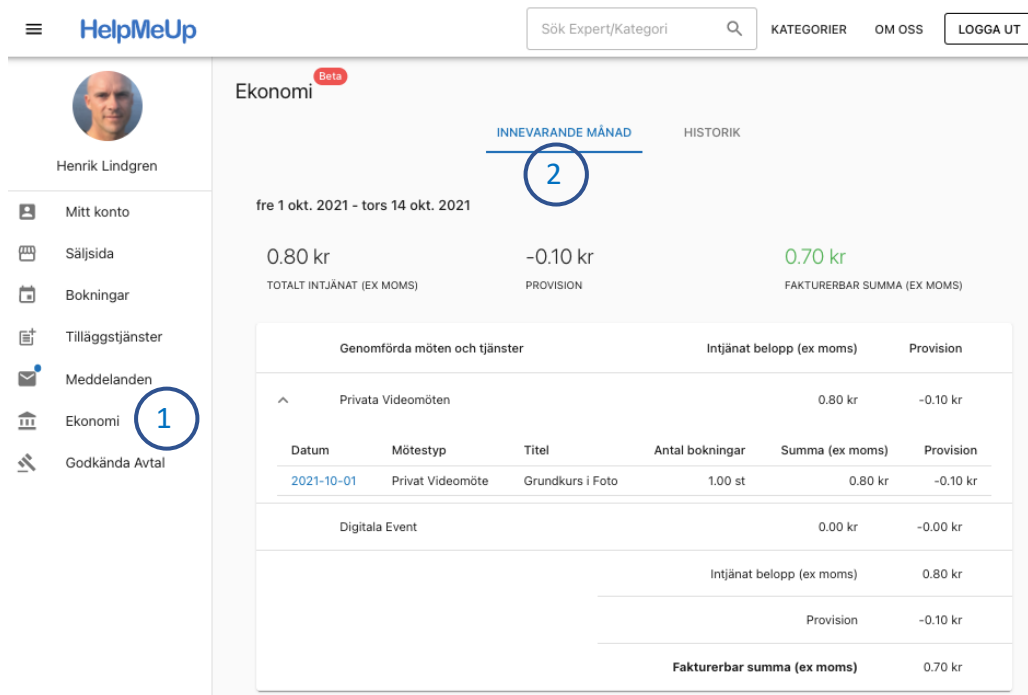 HelpMeUp
Sök Expert/Kategori
KATEGORIER
OM OSS
LOGGA UT
Henrik Lindgren
Mitt konto
Säljsida
Bokningar
Tilläggstjänster
Meddelanden
Ekonomi
1
Godkända Avtal
Ekonomi
Beta
INNEVARANDE MÅNAD
HISTORIK
2
fre 1 okt. 2021 - tors 14 okt. 2021
0.80 kr
TOTALT INTJÄNAT (EX MOMS)
-0.10 kr
PROVISION
0.70 kr
FAKTURERBAR SUMMA (EX MOMS)
Genomförda möten och tjänster Intjänat belopp (ex moms) Provision
Privata Videomöten 0.80 kr -0.10 kr
Datum Mötestyp Titel Antal bokningar Summa (ex moms) Provision
2021-10-01 Privat Videomöte Grundkurs i Foto 1.00 st 0.80 kr -0.10 kr
Digitala Event 0.00 kr -0.00 kr
Intjänat belopp (ex moms) 0.80 kr
Provision -0.10 kr
Fakturerbar summa (ex moms) 0.70 kr